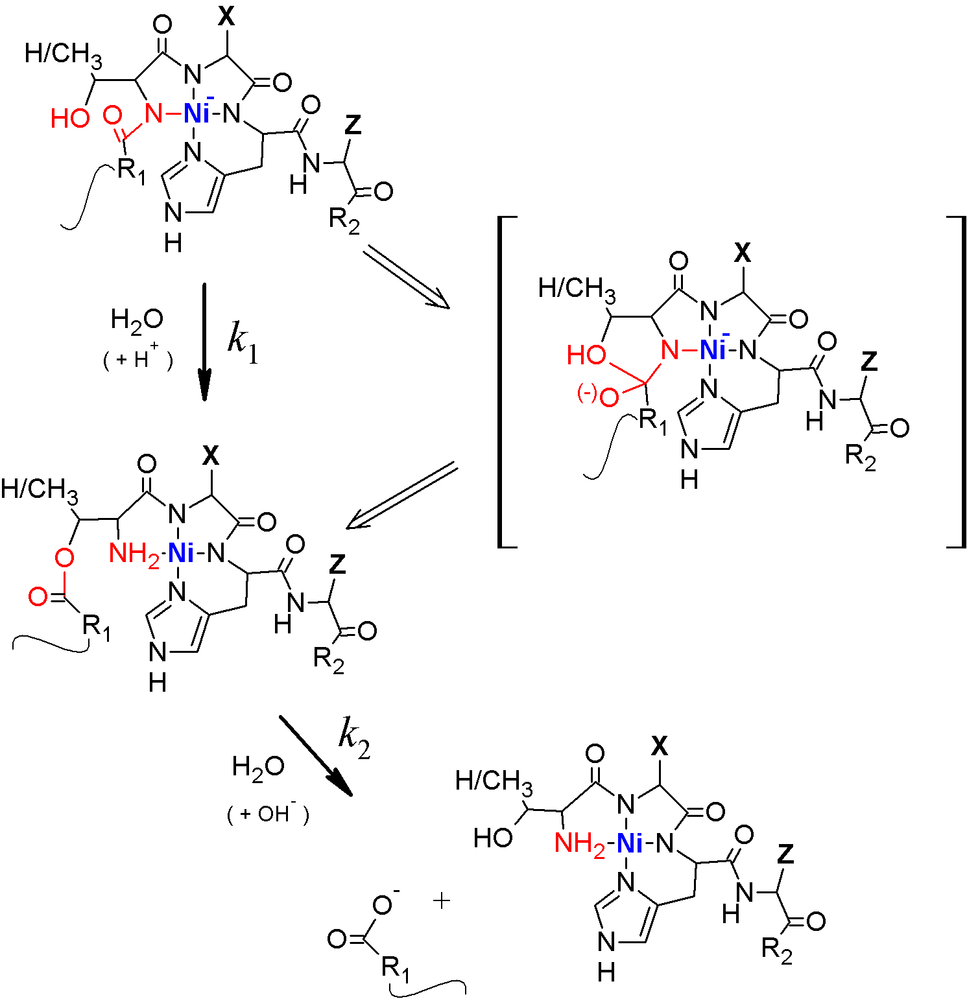 X
O
H/CH3
N
O
HO
O
N
Ni-
N
O
Z
N
R1
N
H
O
N
H
R2
X
O
H/CH3
N
O
HO
N
Ni-
N
O
Z
(-)O
N
R1
N
H
O
N
H
R2
H2O
(+ H+)
k1
X
O
H/CH3
N
O
O
NH2
Ni
N
O
Z
O
N
R1
N
H
O
N
H
R2
k2
H2O
(+ OH-)
X
O
H/CH3
N
O
HO
NH2
Ni
N
O
Z
N
N
H
O
N
H
R2
O-
+
O
R1